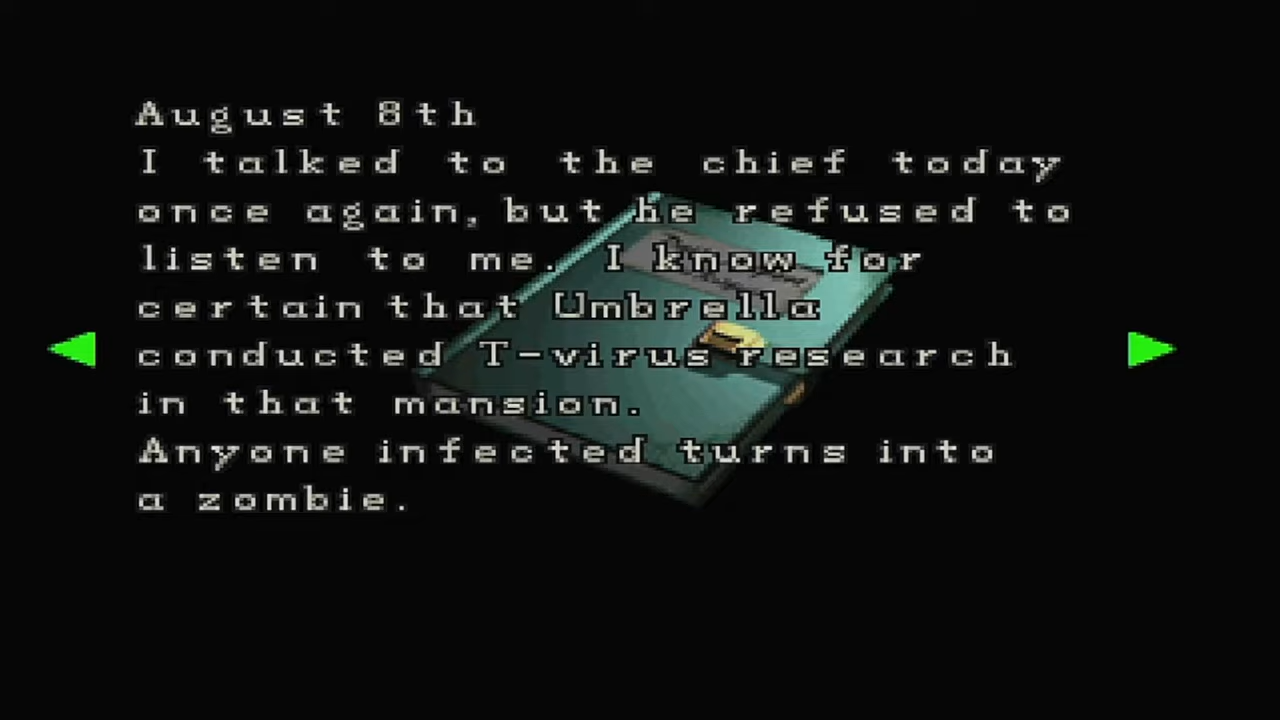 August 8th
I talked to the chief today
once again, but he refused to
listen to me. I know for
certain that Umbrella
conducted T-virus research
in that mansion.
Anyone infected turns into
a zombie.